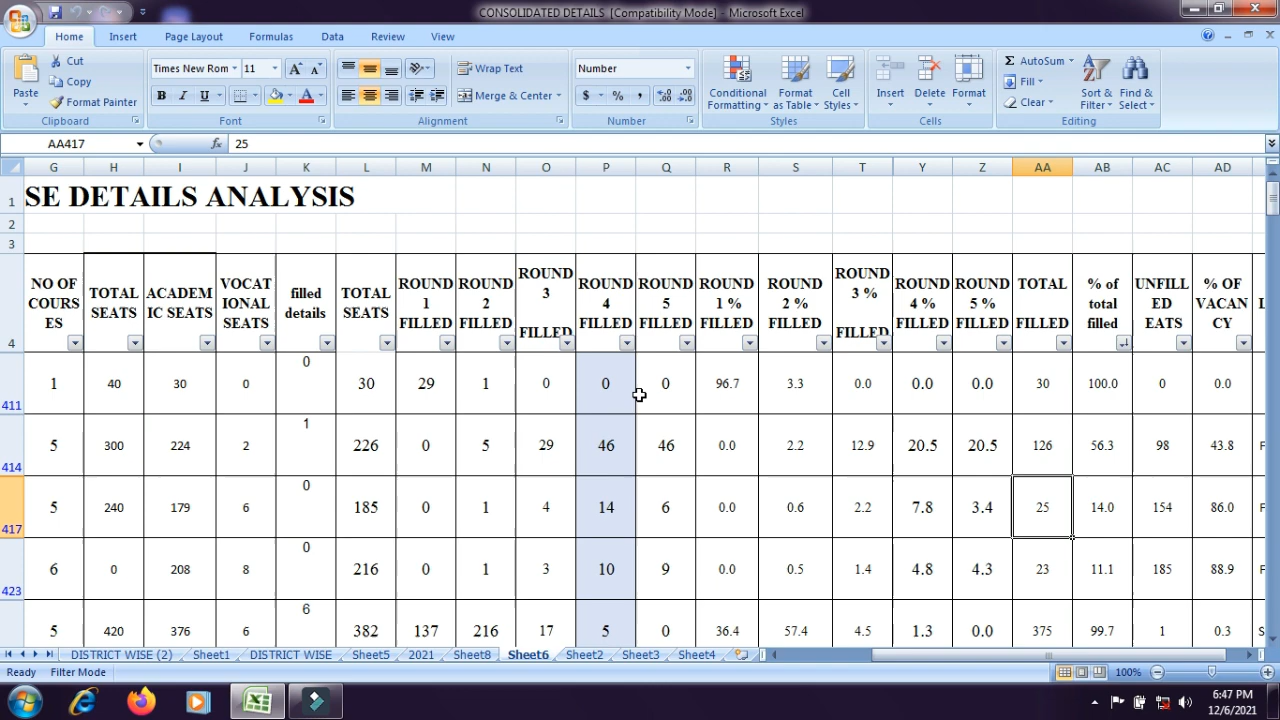 CONSOLIDATED DETAILS [Compatibility Mode] - Microsoft Excel
Home Insert Page Layout Formulas Data Review View
Paste Cut Copy Format Painter Clipboard
Times New Rom 11 A A B I U A Font
Wrap Text Merge & Center Alignment
Number $ % , Number
Conditional Formatting Format as Table Cell Styles Styles
Insert Delete Format Cells
Σ AutoSum Fill Clear Sort & Filter Find & Select Editing
AA417 fx 25
G H I J K L M N O P Q R S T Y Z AA AB AC AD
1 SE DETAILS ANALYSIS
2
3
4 NO OF COURS ES TOTAL SEATS ACADEM IC SEATS VOCAT IONAL SEATS filled details TOTAL SEATS ROUND 1 FILLED ROUND 2 FILLED ROUND 3 FILLED ROUND 4 FILLED ROUND 5 FILLED ROUND 1 % FILLED ROUND 2 % FILLED ROUND 3 % FILLED ROUND 4 % FILLED ROUND 5 % FILLED TOTAL FILLED % of total filled UNFILL ED EATS % OF VACAN CY
411 1 40 30 0 0 30 29 1 0 0 0 96.7 3.3 0.0 0.0 0.0 30 100.0 0 0.0
414 5 300 224 2 1 226 0 5 29 46 46 0.0 2.2 12.9 20.5 20.5 126 56.3 98 43.8
417 5 240 179 6 0 185 0 1 4 14 6 0.0 0.6 2.2 7.8 3.4 25 14.0 154 86.0
423 6 0 208 8 0 216 0 1 3 10 9 0.0 0.5 1.4 4.8 4.3 23 11.1 185 88.9
5 420 376 6 6 382 137 216 17 5 0 36.4 57.4 4.5 1.3 0.0 375 99.7 1 0.3
DISTRICT WISE (2) Sheet1 DISTRICT WISE Sheet5 2021 Sheet8 Sheet6 Sheet2 Sheet3 Sheet4
Ready Filter Mode 100%
6:47 PM
12/6/2021